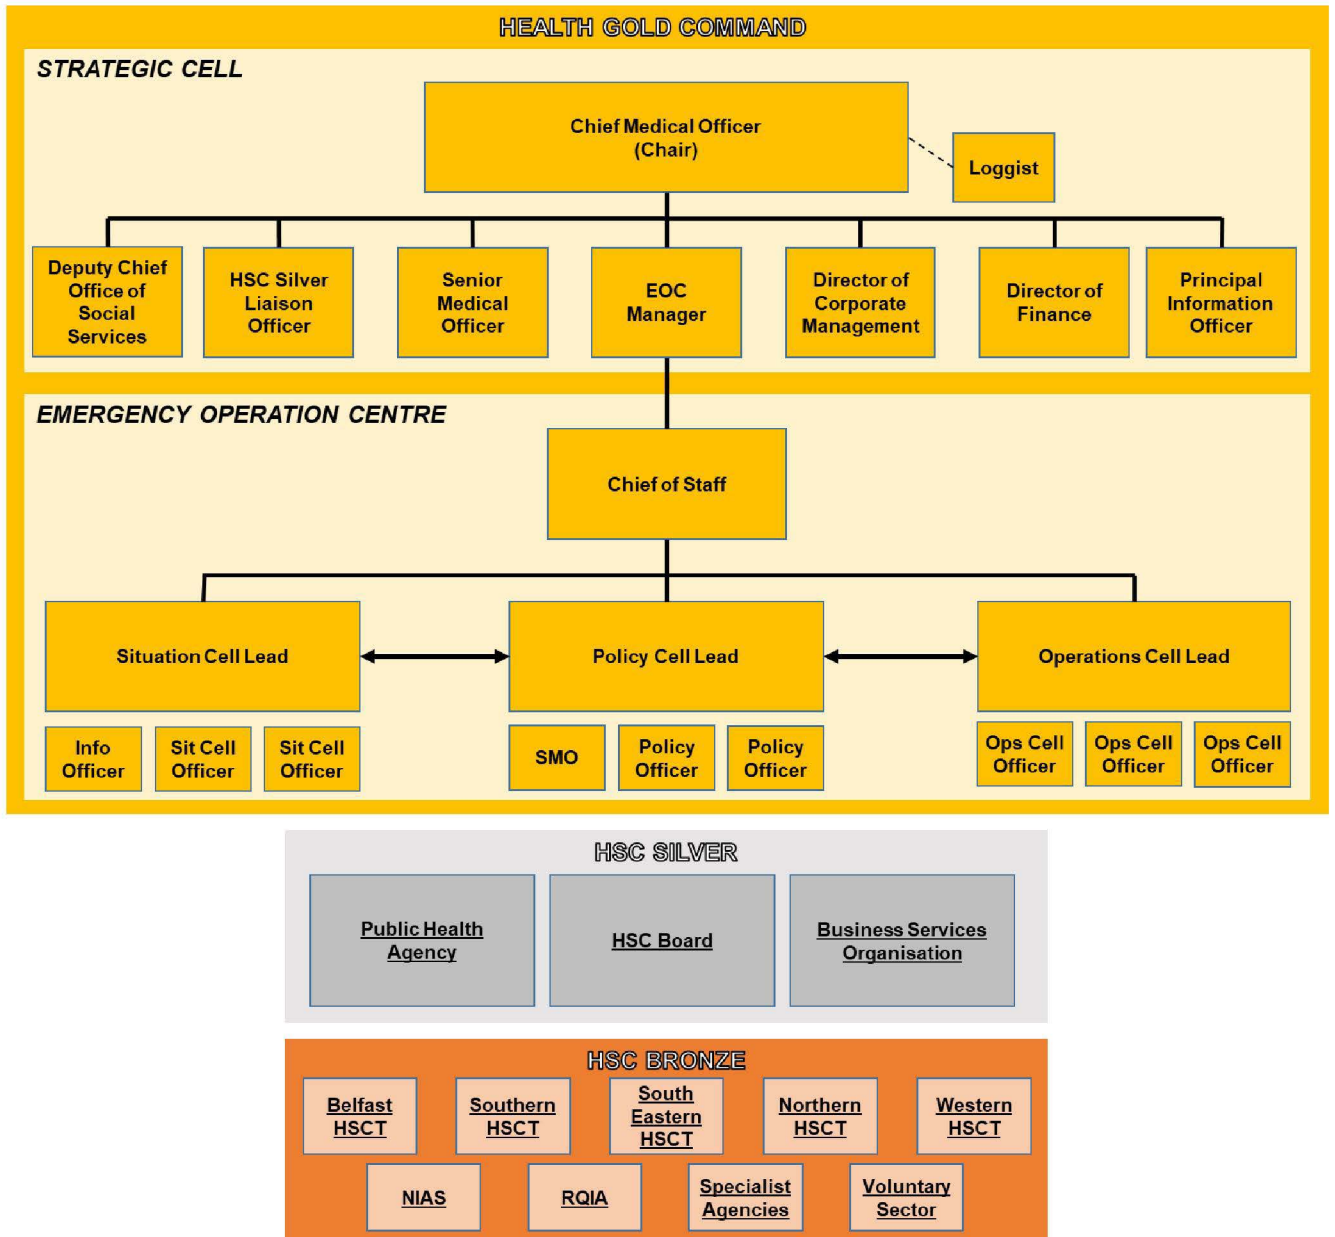 HEALTH GOLD COMMAND
STRATEGIC CELL
Chief Medical Officer
(Chair)
Loggist
Deputy Chief
Office of
Social
Services
HSC Silver
Liaison
Officer
Senior
Medical
Officer
EOC
Manager
Director of
Corporate
Management
Director of
Finance
Principal
Information
Officer
EMERGENCY OPERATION CENTRE
Chief of Staff
Situation Cell Lead
Policy Cell Lead
Operations Cell Lead
Info
Officer
Sit Cell
Officer
Sit Cell
Officer
SMO
Policy
Officer
Policy
Officer
Ops Cell
Officer
Ops Cell
Officer
Ops Cell
Officer
HSC SILVER
Public Health
Agency
HSC Board
Business Services
Organisation
HSC BRONZE
Belfast
HSCT
Southern
HSCT
South
Eastern
HSCT
Northern
HSCT
Western
HSCT
NIAS
RQIA
Specialist
Agencies
Voluntary
Sector